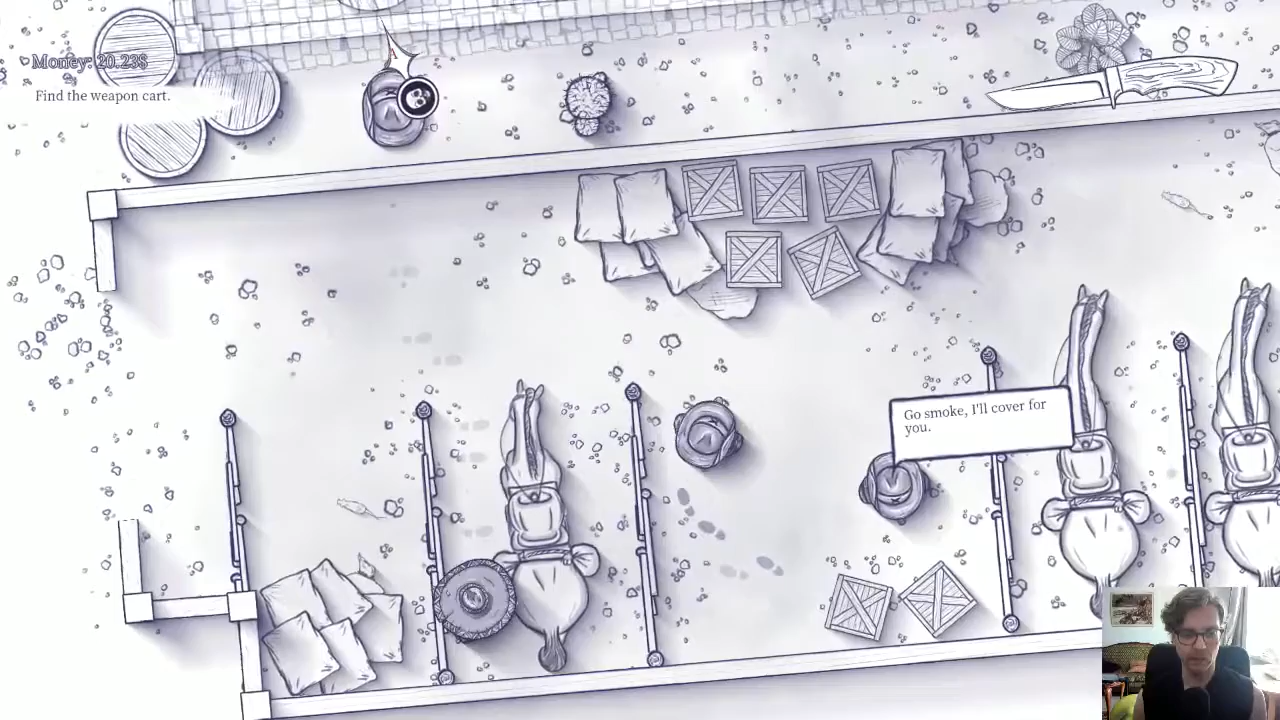 Money: 20.23$
Find the weapon cart.
Go smoke, I'll cover for
you.